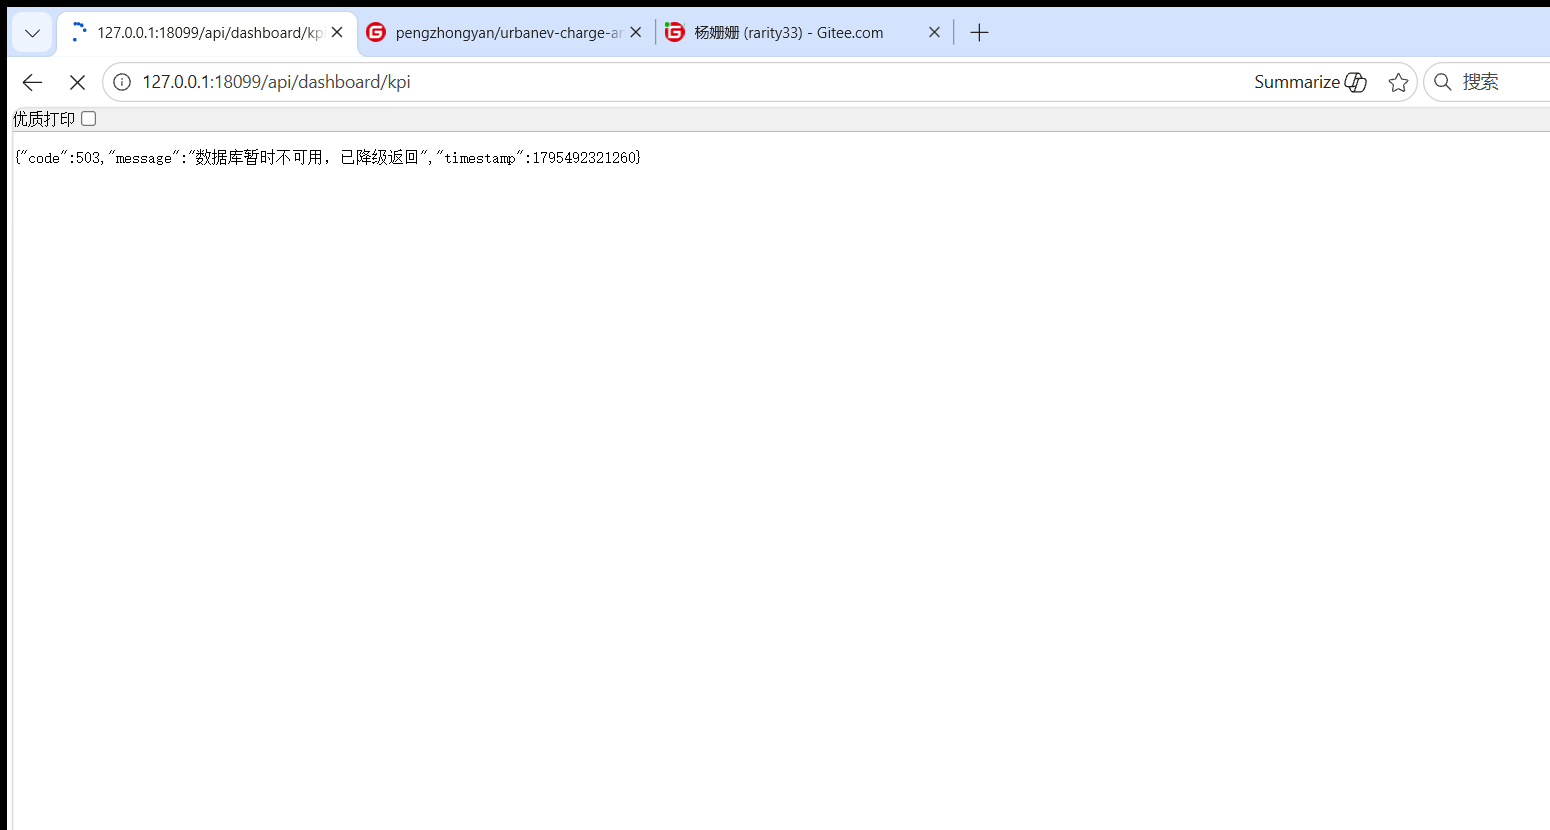 127.0.0.1:18099/api/dashboard/kp
pengzhongyan/urbanev-charge-ar
杨姗姗 (rarity33) - Gitee.com
127.0.0.1:18099/api/dashboard/kpi
Summarize
搜索
优质打印
{"code":503,"message":"数据库暂时不可用，已降级返回","timestamp":1795492321260}